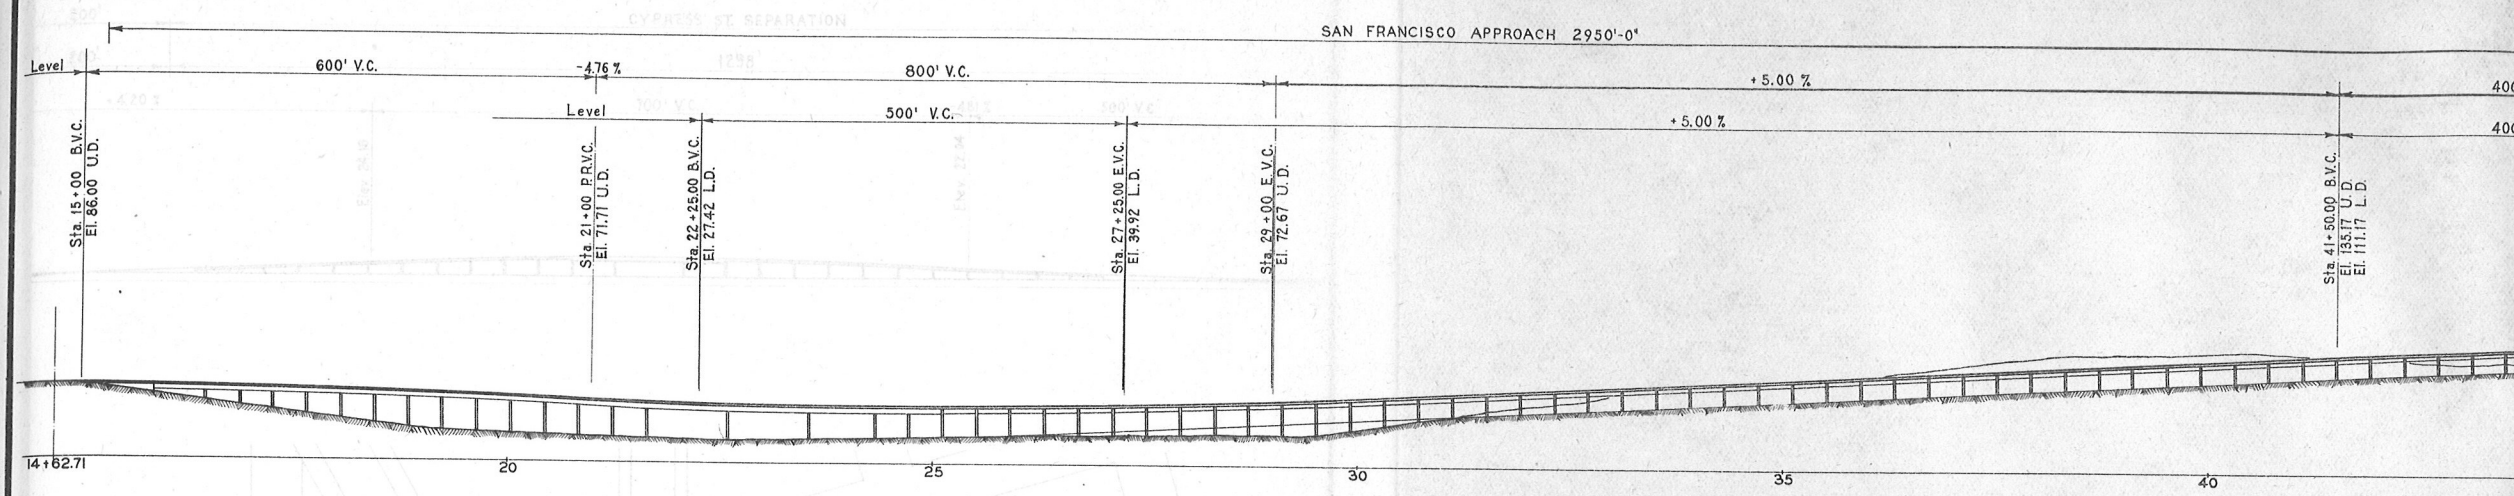 SAN FRANCISCO APPROACH 2950'-0"
Level
600' V.C.
-4.76 %
800' V.C.
+5.00 %
400
Level
500' V.C.
+5.00 %
400
Sta. 15+00 B.V.C.
El. 86.00 U.D.
Sta. 21+00 P.R.V.C.
El. 71.71 U.D.
Sta. 22+25.00 B.V.C.
El. 27.42 L.D.
Sta. 27+25.00 E.V.C.
El. 39.92 L.D.
Sta. 29+00 E.V.C.
El. 72.67 U.D.
Sta. 41+50.00 B.V.C.
El. 135.17 U.D.
El. 111.17 L.D.
14+62.71
20
25
30
35
40
CYPRESS ST. SEPARATION